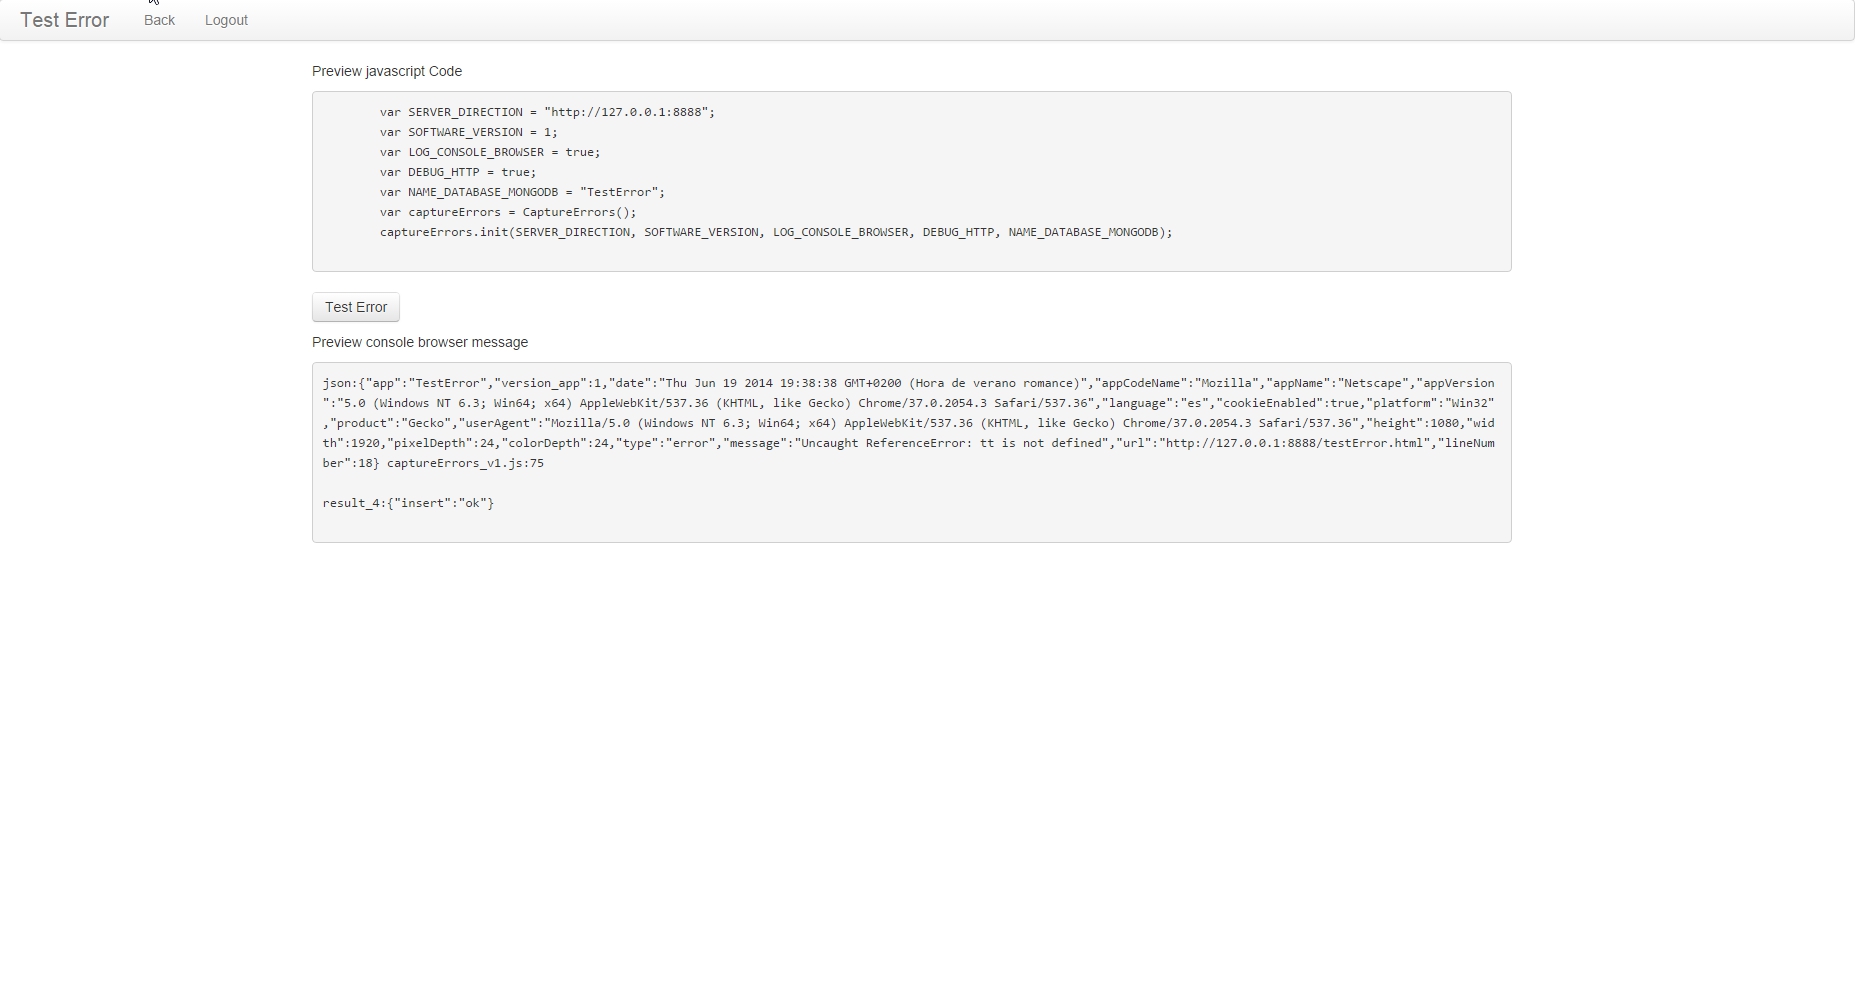 Test Error Back Logout
Preview javascript Code
var SERVER_DIRECTION = "http://127.0.0.1:8888";
var SOFTWARE_VERSION = 1;
var LOG_CONSOLE_BROWSER = true;
var DEBUG_HTTP = true;
var NAME_DATABASE_MONGODB = "TestError";
var captureErrors = CaptureErrors();
captureErrors.init(SERVER_DIRECTION, SOFTWARE_VERSION, LOG_CONSOLE_BROWSER, DEBUG_HTTP, NAME_DATABASE_MONGODB);
Test Error
Preview console browser message
json:{"app":"TestError","version_app":1,"date":"Thu Jun 19 2014 19:38:38 GMT+0200 (Hora de verano romance)","appCodeName":"Mozilla","appName":"Netscape","appVersion
":"5.0 (Windows NT 6.3; Win64; x64) AppleWebKit/537.36 (KHTML, like Gecko) Chrome/37.0.2054.3 Safari/537.36","language":"es","cookieEnabled":true,"platform":"Win32"
,"product":"Gecko","userAgent":"Mozilla/5.0 (Windows NT 6.3; Win64; x64) AppleWebKit/537.36 (KHTML, like Gecko) Chrome/37.0.2054.3 Safari/537.36","height":1080,"wid
th":1920,"pixelDepth":24,"colorDepth":24,"type":"error","message":"Uncaught ReferenceError: tt is not defined","url":"http://127.0.0.1:8888/testError.html","lineNum
ber":18} captureErrors_v1.js:75
result_4:{"insert":"ok"}